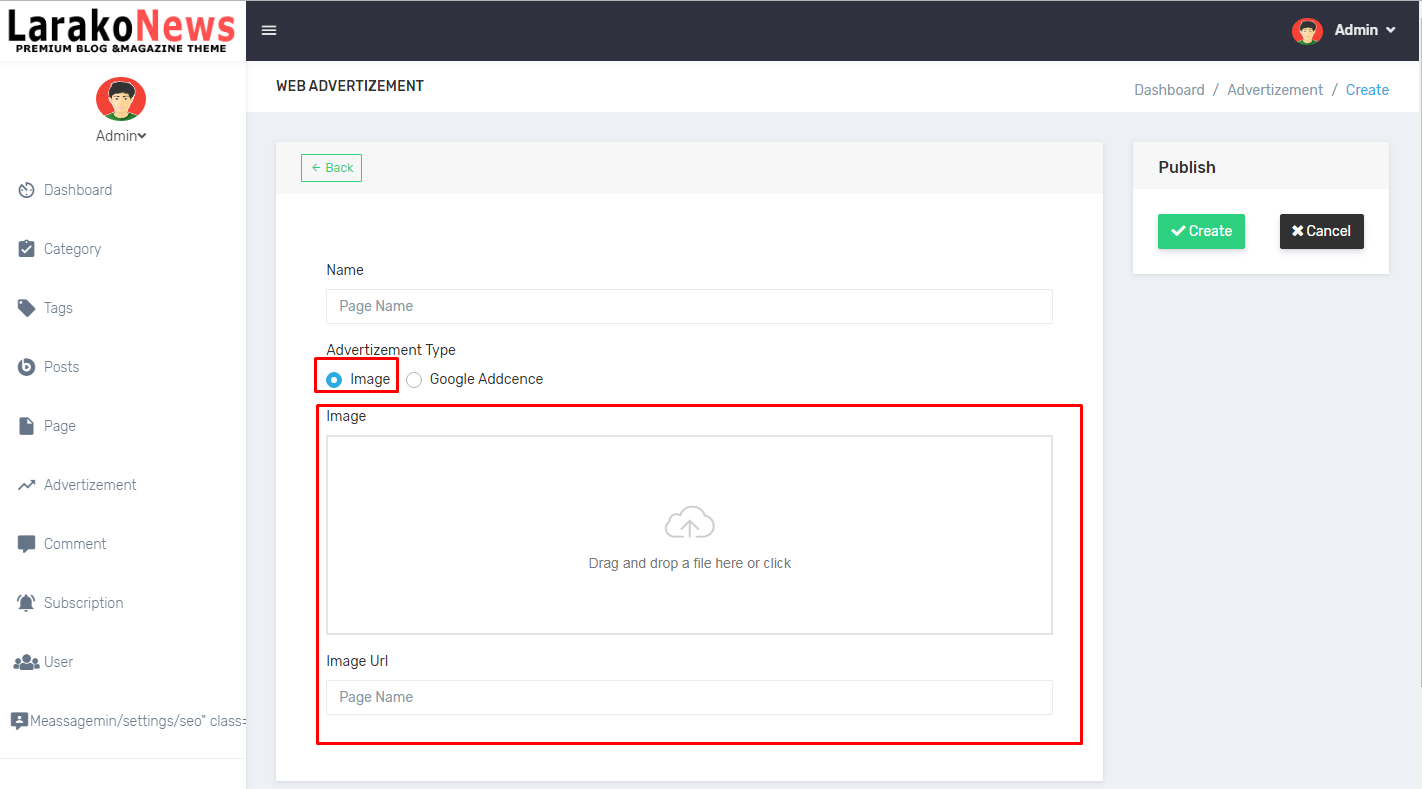 LarakoNews
PREMIUM BLOG &MAGAZINE THEME
Admin
Admin
WEB ADVERTIZEMENT
Dashboard / Advertizement / Create
Dashboard
Category
Tags
Posts
Page
Advertizement
Comment
Subscription
User
Meassagemin/settings/seo" class=
Back
Name
Page Name
Advertizement Type
Image
Google Addcence
Image
Drag and drop a file here or click
Image Url
Page Name
Publish
Create
Cancel